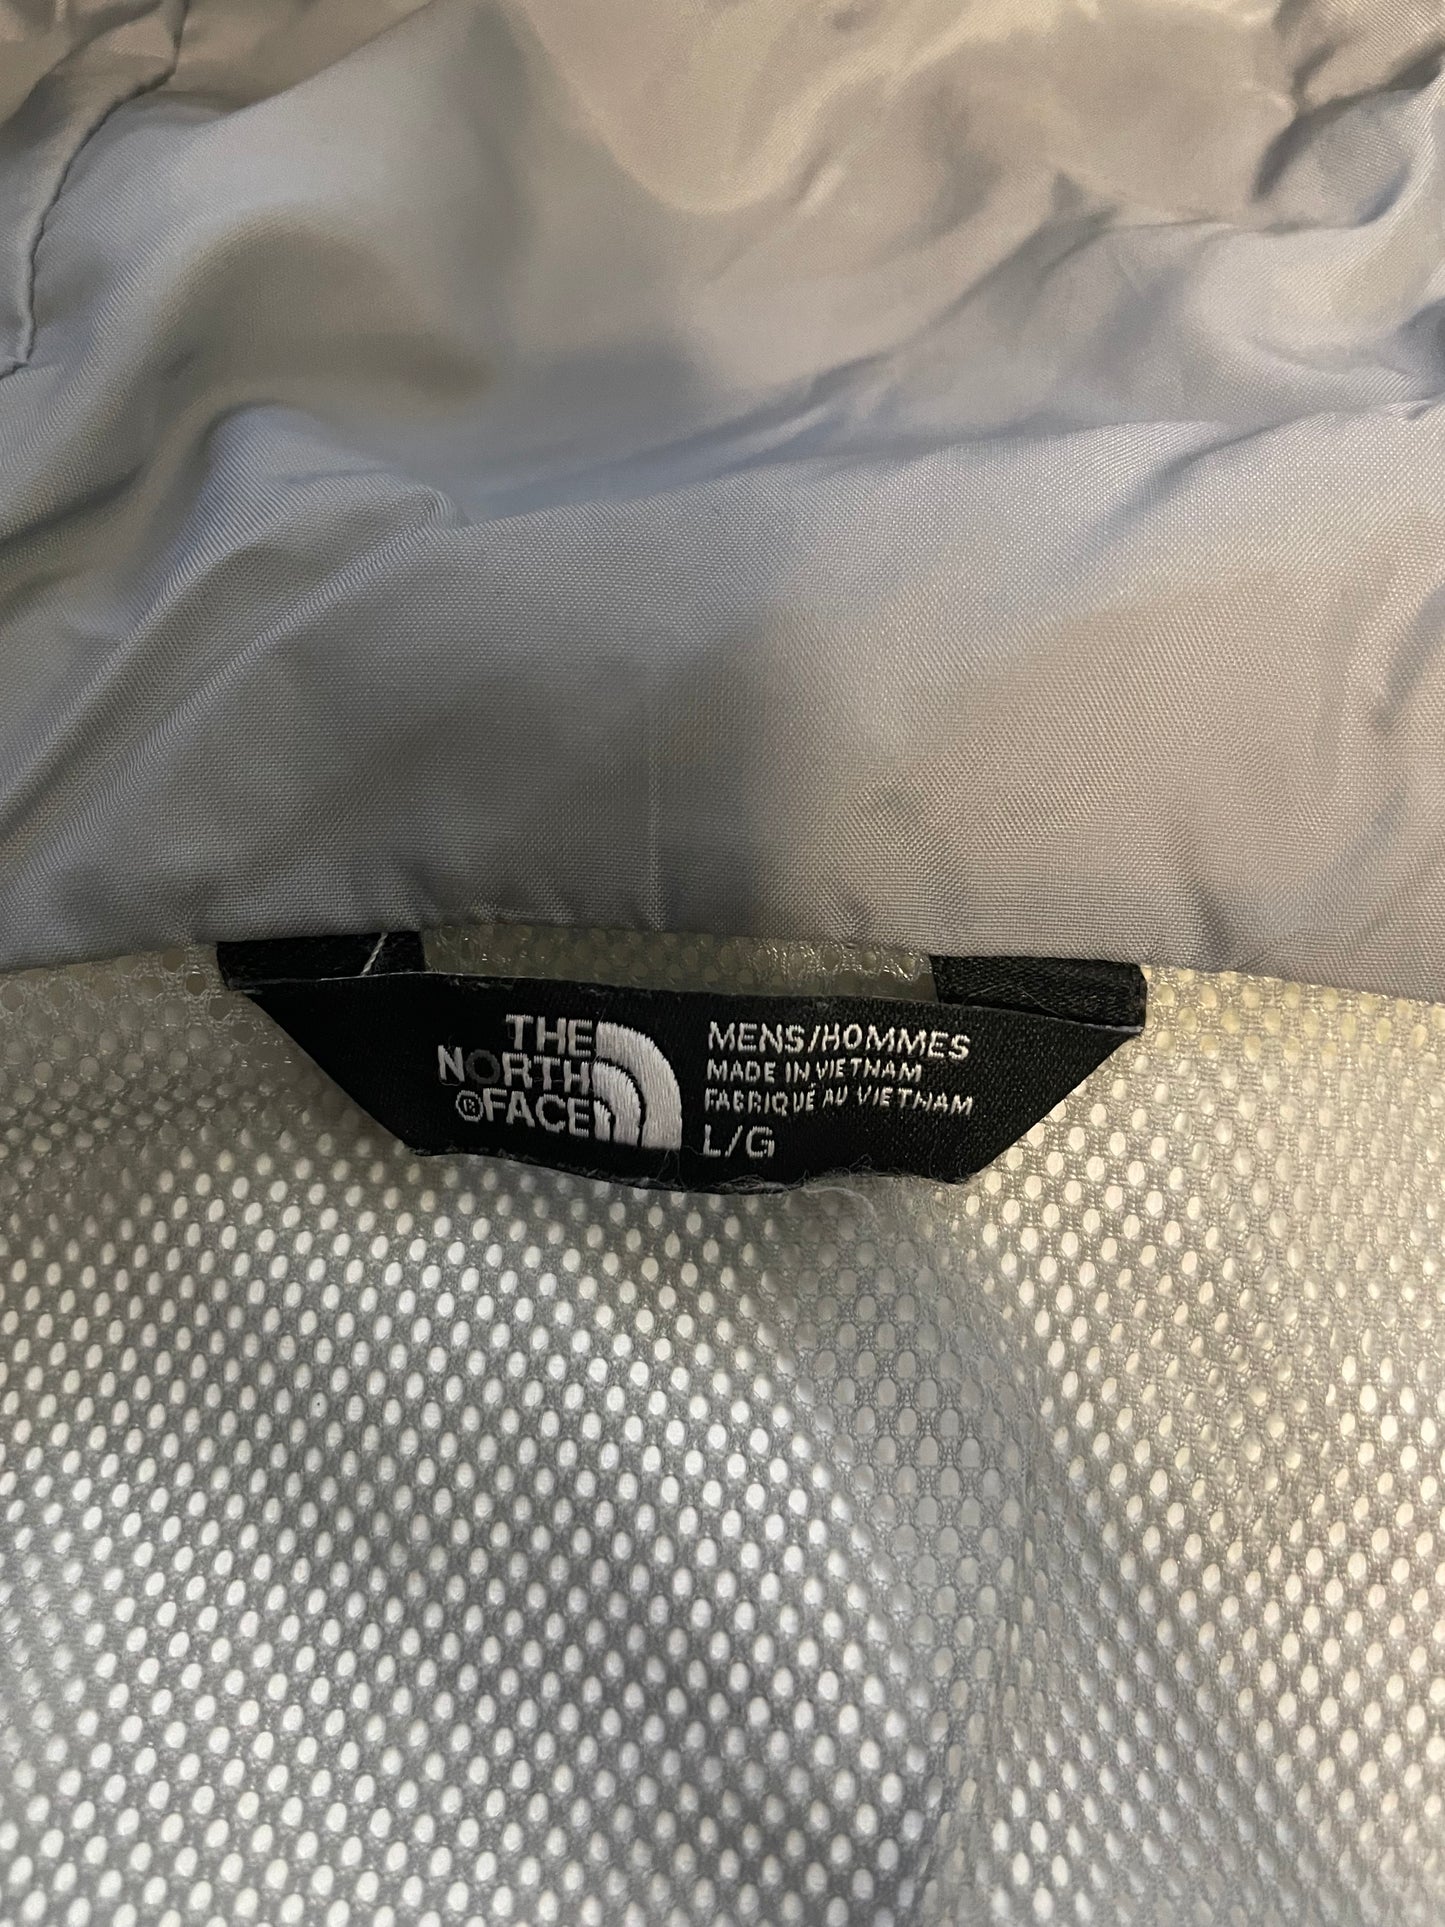 THE
NORTH
®FACE
MENS/HOMMES
MADE IN VIETNAM
FABRIQUÉ AU VIETNAM
L/G